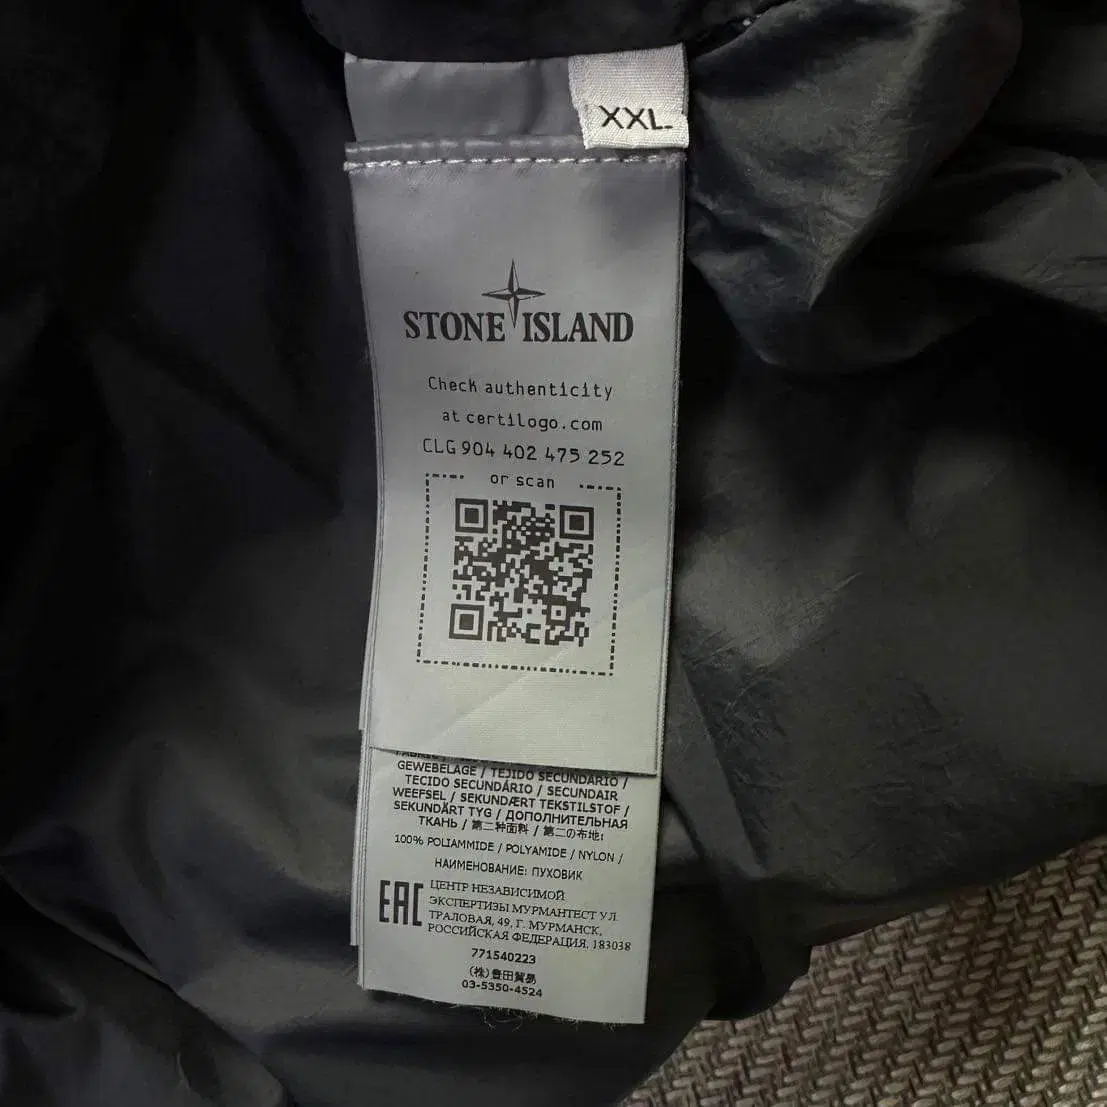 XXL
STONE ISLAND
Check authenticity
at certilogo.com
CLG 904 402 475 252
or scan
GEWEBELAGE / TEJIDO SECUNDARIO /
TECIDO SECUNDÁRIO / SECUNDAIR
WEEFSEL / SEKUNDÆRT TEKSTILSTOF /
SEKUNDÄRT TYG / ДОПОЛНИТЕЛЬНАЯ
ТКАНЬ / 第二种面料 / 第二の布地:
100% POLIAMMIDE / POLYAMIDE / NYLON /
НАИМЕНОВАНИЕ: ПУХОВИК
EAC
ЦЕНТР НЕЗАВИСИМОЙ
ЭКСПЕРТИЗЫ МУРМАНТЕСТ УЛ.
ТРАЛОВАЯ, 49, Г. МУРМАНСК,
РОССИЙСКАЯ ФЕДЕРАЦИЯ, 183038
771540223
(株)豊田貿易
03-5350-4524